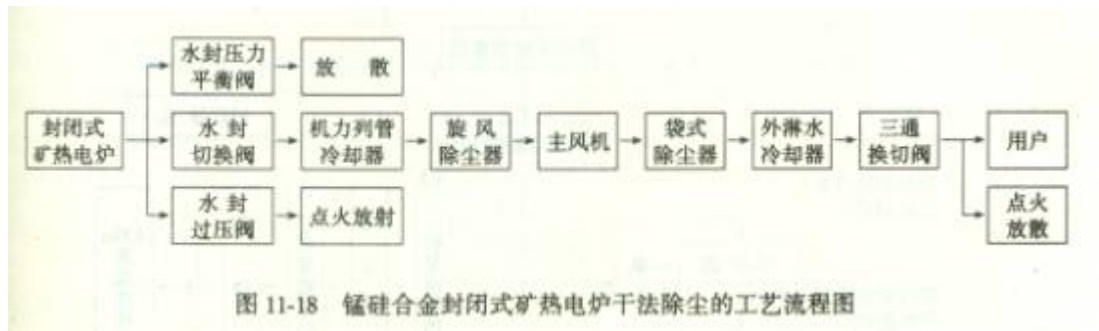 水封压力
平衡阀
放 散
封闭式
矿热电炉
水 封
切换阀
机力列管
冷却器
旋 风
除尘器
主风机
袋式
除尘器
外淋水
冷却器
三通
换切阀
用户
水 封
过压阀
点火放射
点火
放散
图 11-18 锰硅合金封闭式矿热电炉干法除尘的工艺流程图